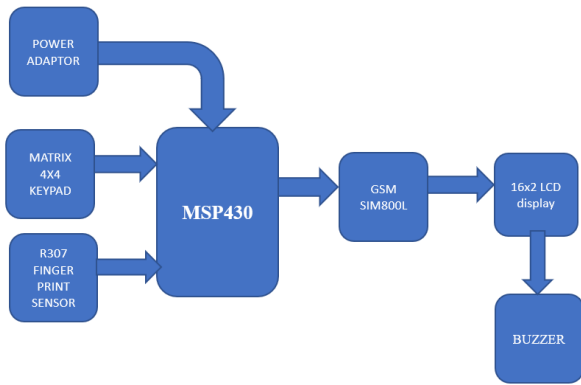 POWER
ADAPTOR
MATRIX
4X4
KEYPAD
R307
FINGER
PRINT
SENSOR
MSP430
GSM
SIM800L
16x2 LCD
display
BUZZER